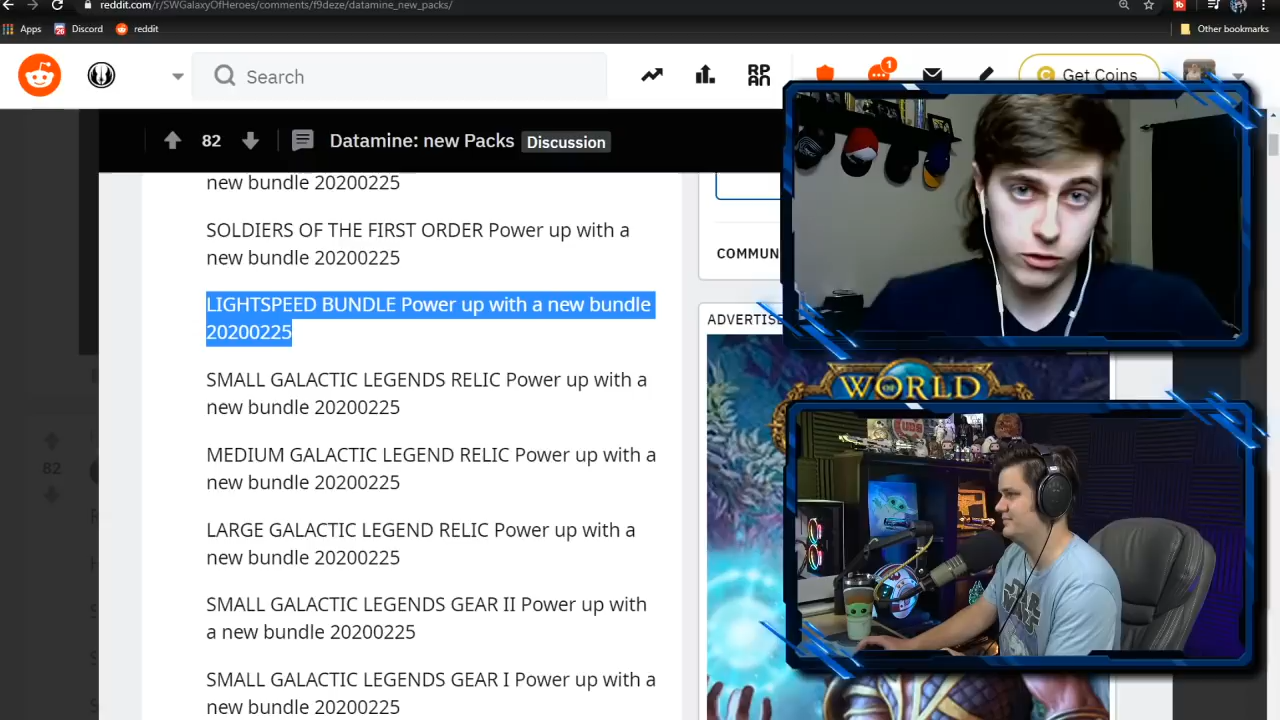 reddit.com/r/SWGalaxyOfHeroes/comments/f9deze/datamine_new_packs/
Apps
Discord
reddit
Other bookmarks
Search
RPAN
1
Get Coins
82
Datamine: new Packs
Discussion
new bundle 20200225
SOLDIERS OF THE FIRST ORDER Power up with a
new bundle 20200225
LIGHTSPEED BUNDLE Power up with a new bundle
20200225
SMALL GALACTIC LEGENDS RELIC Power up with a
new bundle 20200225
MEDIUM GALACTIC LEGEND RELIC Power up with a
new bundle 20200225
LARGE GALACTIC LEGEND RELIC Power up with a
new bundle 20200225
SMALL GALACTIC LEGENDS GEAR II Power up with
a new bundle 20200225
SMALL GALACTIC LEGENDS GEAR I Power up with a
new bundle 20200225
82
COMMUN
ADVERTISE
WORLD
OF
CUBS